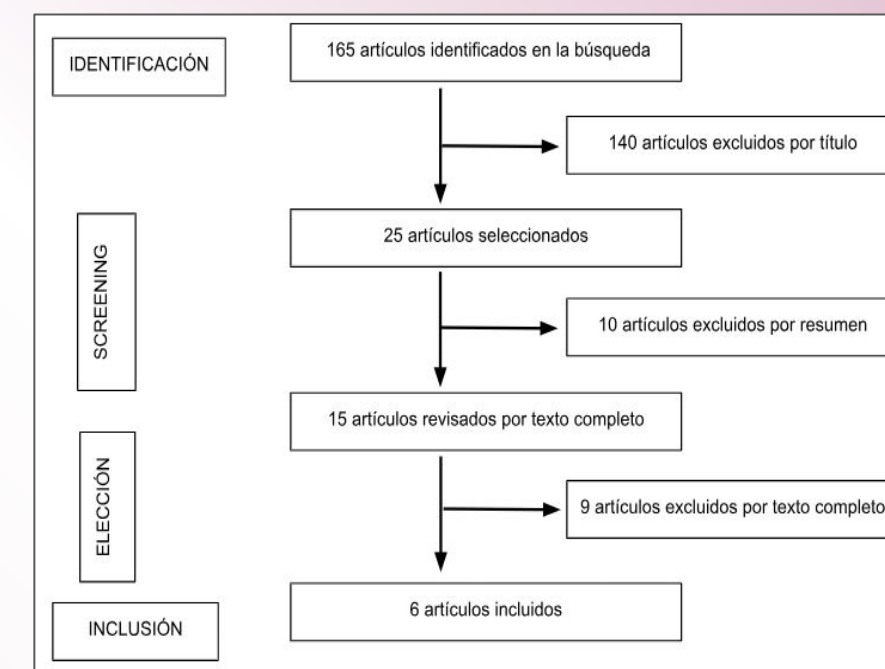 IDENTIFICACIÓN
165 artículos identificados en la búsqueda
140 artículos excluidos por título
SCREENING
25 artículos seleccionados
10 artículos excluidos por resumen
15 artículos revisados por texto completo
ELECCIÓN
9 artículos excluidos por texto completo
6 artículos incluidos
INCLUSIÓN